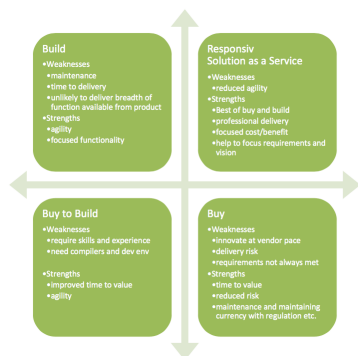 Build
•Weaknesses
•maintenance
•time to delivery
•unlikely to deliver breadth of
function available from product
•Strengths
•agility
•focused functionality
Responsiv
Solution as a Service
•Weaknesses
•reduced agility
•Strengths
•Best of buy and build
•professional delivery
•focused cost/benefit
•help to focus requirements and
vision
Buy to Build
•Weaknesses
•require skills and experience
•need compilers and dev env
•Strengths
•improved time to value
•agility
Buy
•Weaknesses
•innovate at vendor pace
•delivery risk
•requirements not always met
•Strengths
•time to value
•reduced risk
•maintenance and maintaining
currency with regulation etc.